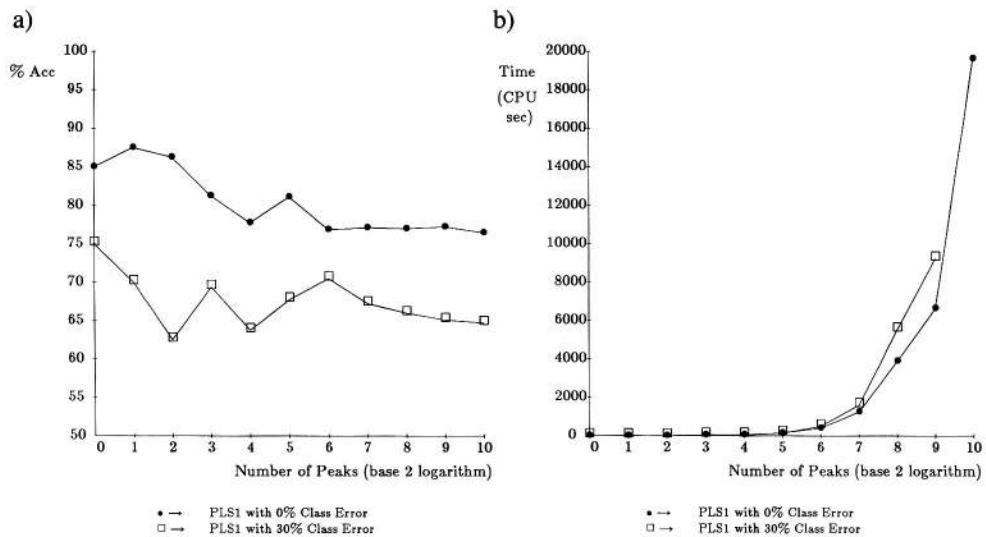 a)
% Acc
100
95
90
85
80
75
70
65
60
55
50
0 1 2 3 4 5 6 7 8 9 10
Number of Peaks (base 2 logarithm)
PLS1 with 0% Class Error
PLS1 with 30% Class Error
b)
Time
(CPU
sec)
20000
18000
16000
14000
12000
10000
8000
6000
4000
2000
0
0 1 2 3 4 5 6 7 8 9 10
Number of Peaks (base 2 logarithm)
PLS1 with 0% Class Error
PLS1 with 30% Class Error